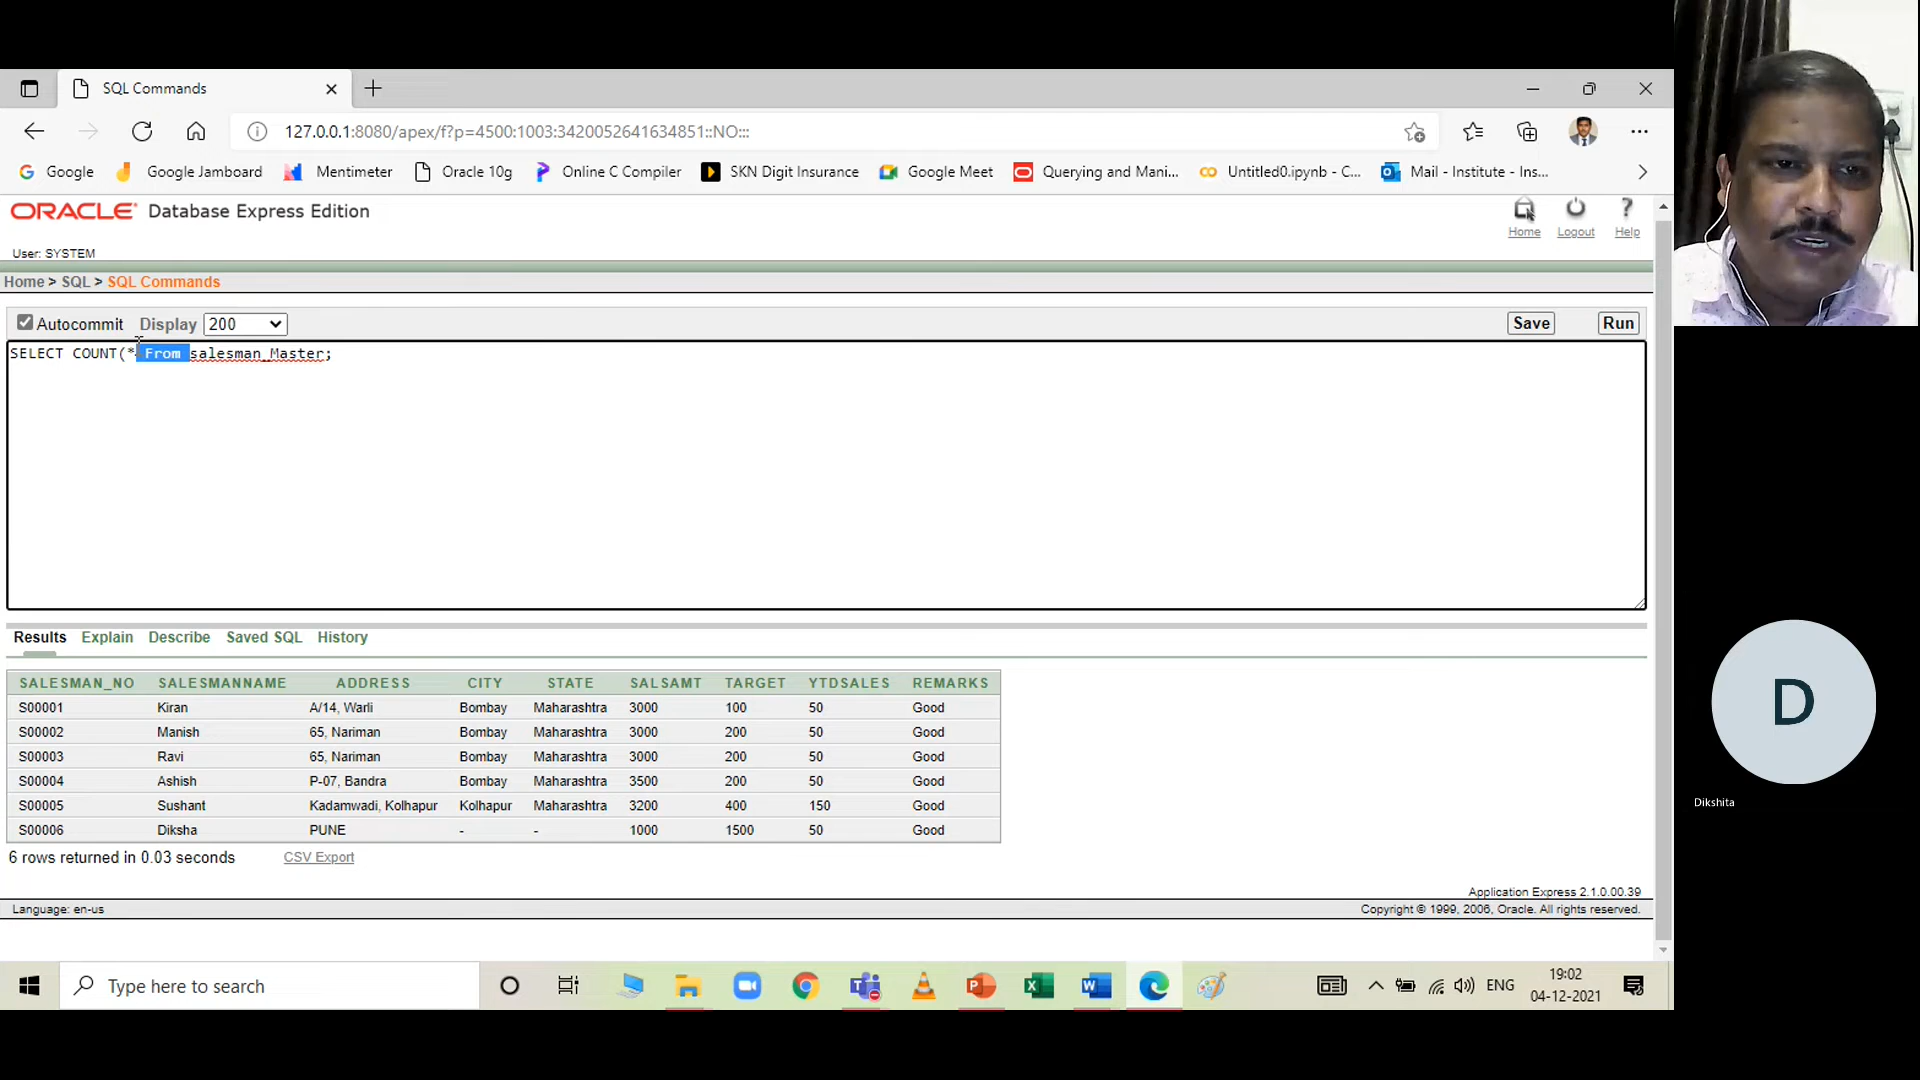 SQL Commands
127.0.0.1:8080/apex/f?p=4500:1003:3420052641634851::NO:::
Google Google Jamboard Mentimeter Oracle 10g Online C Compiler SKN Digit Insurance Google Meet Querying and Mani... Untitled0.ipynb - C... Mail - Institute - Ins...
ORACLE Database Express Edition
Home Logout Help
User: SYSTEM
Home > SQL > SQL Commands
Autocommit Display 200 Save Run
SELECT COUNT(* From salesman_Master;
Results Explain Describe Saved SQL History
SALESMAN_NO SALESMANNAME ADDRESS CITY STATE SALSAMT TARGET YTDSALES REMARKS
S00001 Kiran A/14, Warli Bombay Maharashtra 3000 100 50 Good
S00002 Manish 65, Nariman Bombay Maharashtra 3000 200 50 Good
S00003 Ravi 65, Nariman Bombay Maharashtra 3000 200 50 Good
S00004 Ashish P-07, Bandra Bombay Maharashtra 3500 200 50 Good
S00005 Sushant Kadamwadi, Kolhapur Kolhapur Maharashtra 3200 400 150 Good
S00006 Diksha PUNE - - 1000 1500 50 Good
6 rows returned in 0.03 seconds CSV Export
Application Express 2.1.0.00.39
Language: en-us Copyright © 1999, 2006, Oracle. All rights reserved.
Type here to search
ENG
19:02
04-12-2021
D
Dikshita